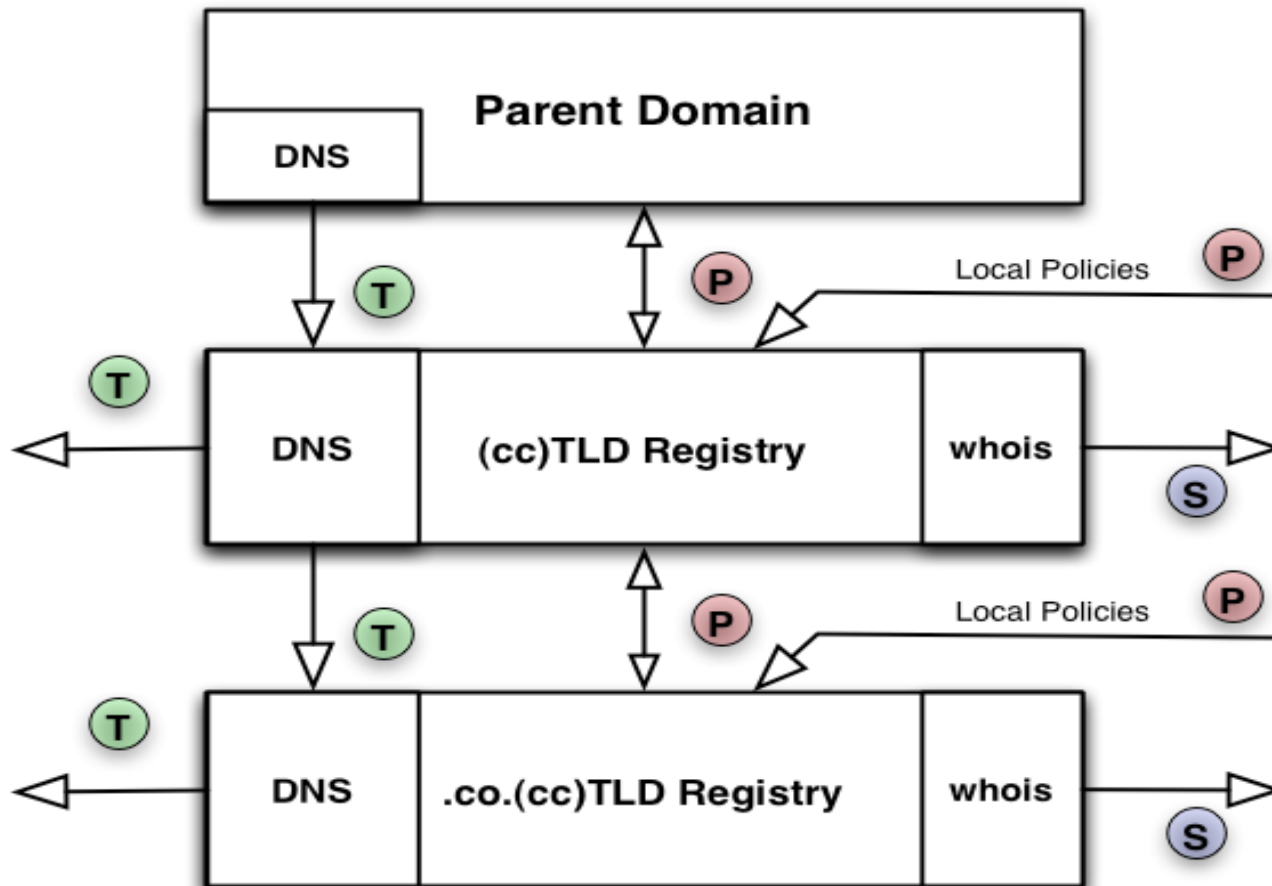 Parent Domain
DNS
T
P
Local Policies
P
T
DNS
(cc)TLD Registry
whois
S
T
P
Local Policies
P
T
DNS
.co.(cc)TLD Registry
whois
S